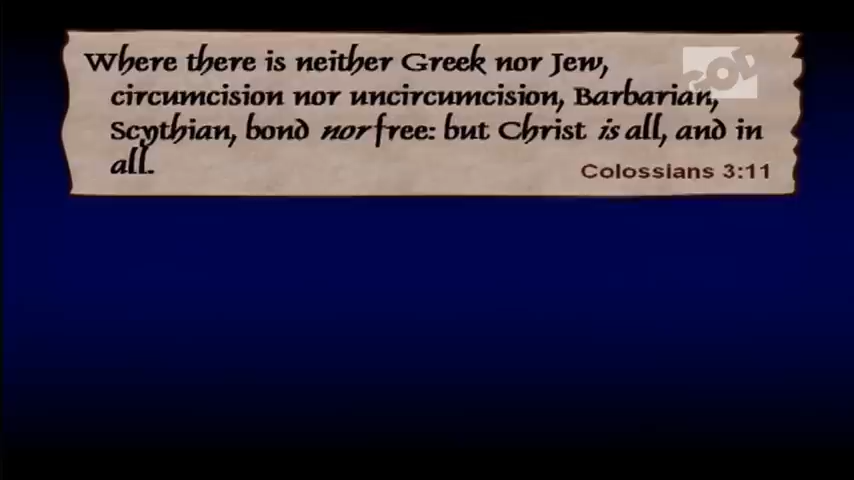 Where there is neither Greek nor Jew,
circumcision nor uncircumcision, Barbarian,
Scythian, bond nor free: but Christ is all, and in
all.
Colossians 3:11